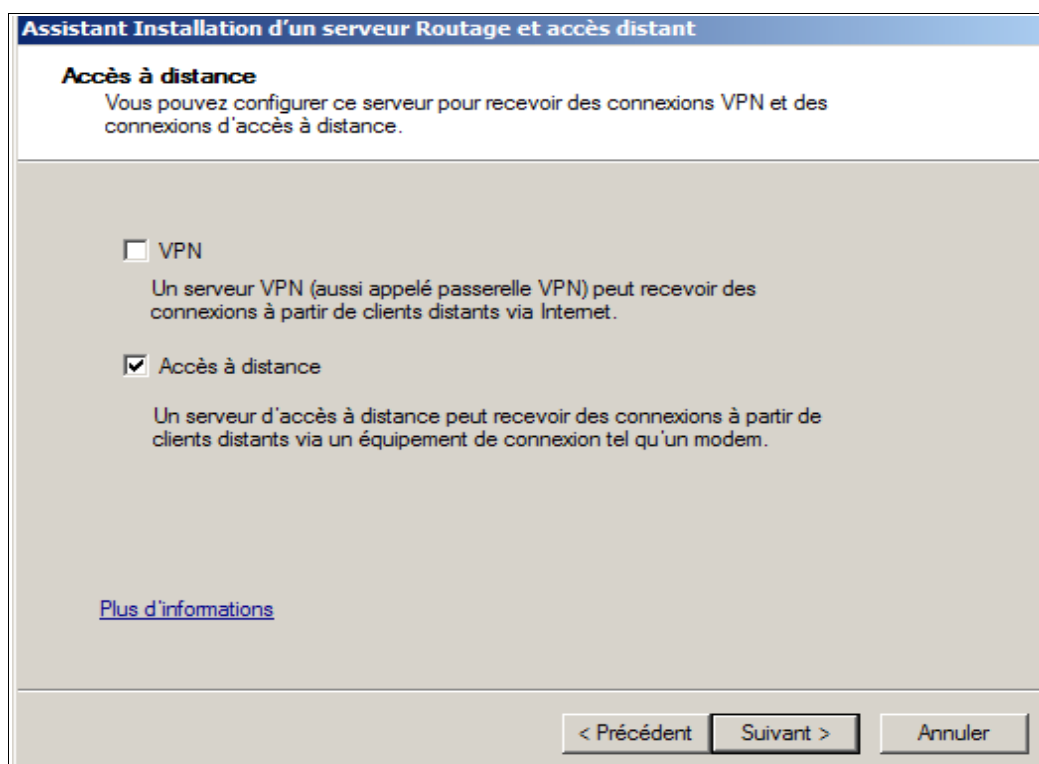 Assistant Installation d'un serveur Routage et accès distant
Accès à distance
Vous pouvez configurer ce serveur pour recevoir des connexions VPN et des
connexions d'accès à distance.
VPN
Un serveur VPN (aussi appelé passerelle VPN) peut recevoir des
connexions à partir de clients distants via Internet.
Accès à distance
Un serveur d'accès à distance peut recevoir des connexions à partir de
clients distants via un équipement de connexion tel qu'un modem.
Plus d'informations
< Précédent Suivant > Annuler